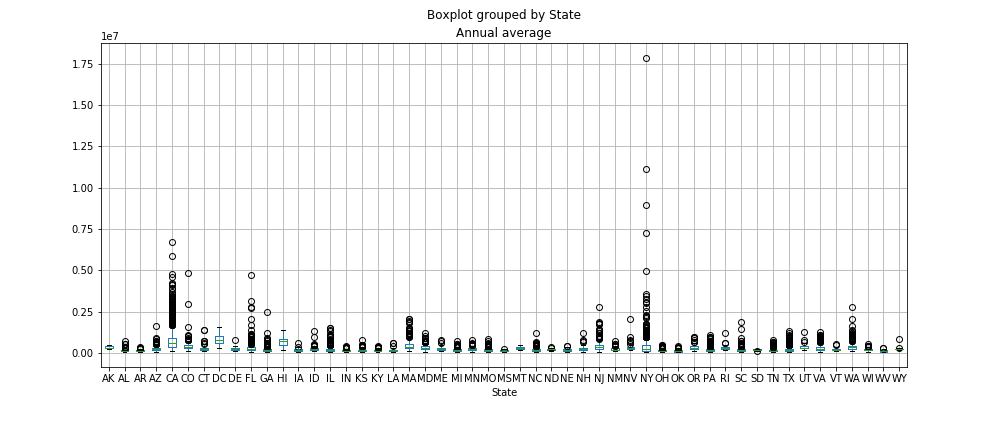 Boxplot grouped by State
Annual average
1e7
1.75
1.50
1.25
1.00
0.75
0.50
0.25
0.00
AK AL AR AZ CA CO CT DC DE FL GA HI IA ID IL IN KS KY LA MA MD ME MI MN MO MS MT NC ND NE NH NJ NM NV NY OH OK OR PA RI SC SD TN TX UT VA VT WA WI WV WY
State